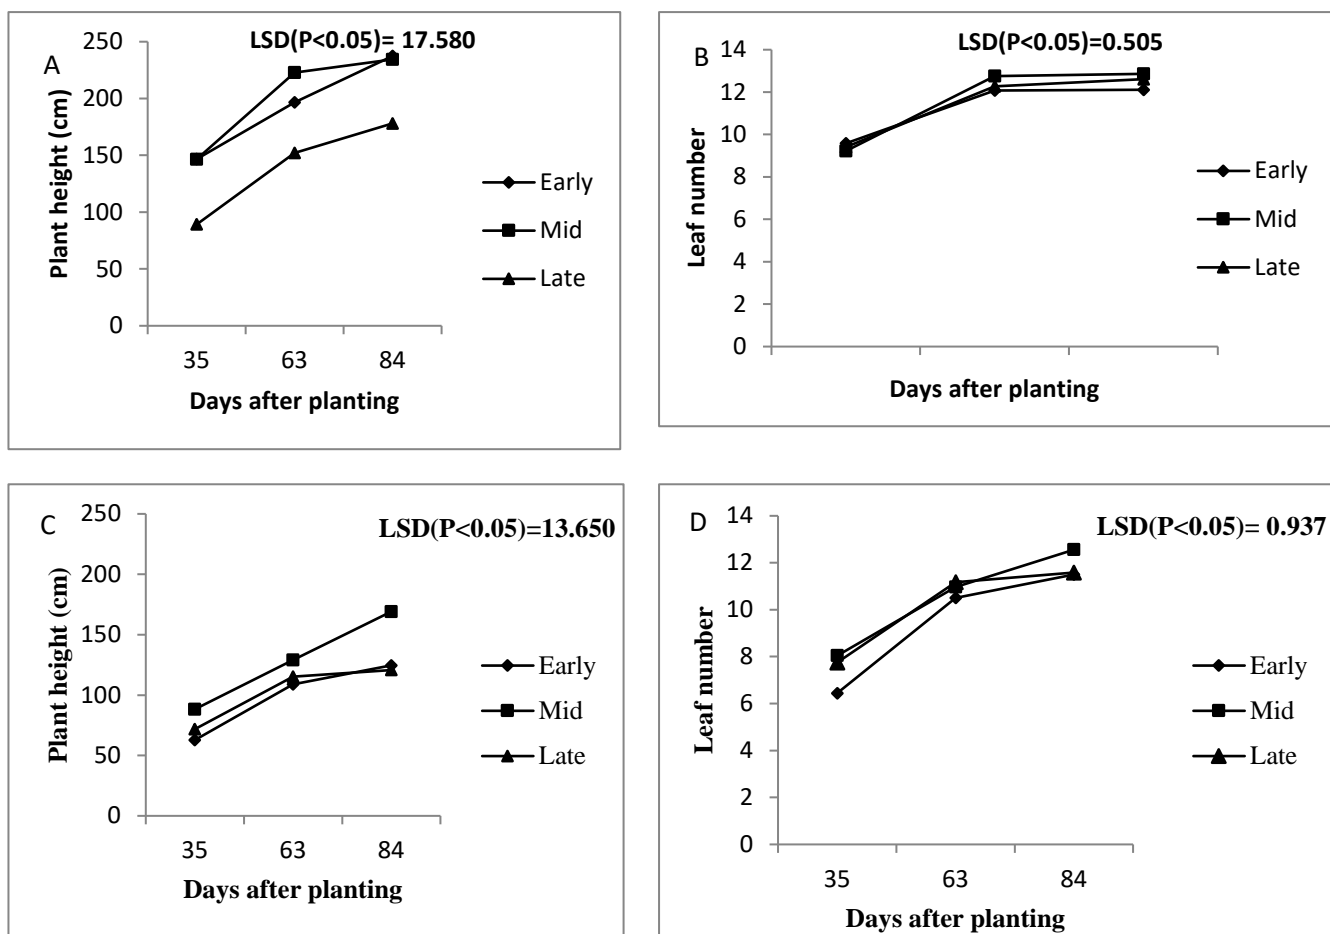 A
LSD(P<0.05)= 17.580
250
200
150
100
50
0
Plant height (cm)
35 63 84
Days after planting
Early
Mid
Late
B
LSD(P<0.05)=0.505
14
12
10
8
6
4
2
0
Leaf number
Days after planting
Early
Mid
Late
C
LSD(P<0.05)=13.650
250
200
150
100
50
0
Plant height (cm)
35 63 84
Days after planting
Early
Mid
Late
D
LSD(P<0.05)= 0.937
14
12
10
8
6
4
2
0
Leaf number
35 63 84
Days after planting
Early
Mid
Late